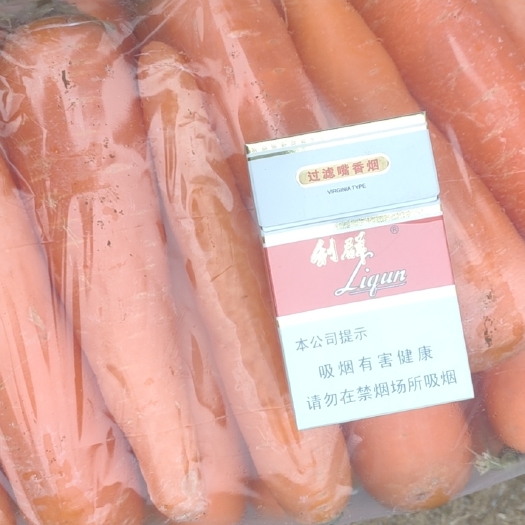 过滤嘴香烟
VIRGINIA TYPE
利群®
Liqun
本公司提示
吸烟有害健康
请勿在禁烟场所吸烟